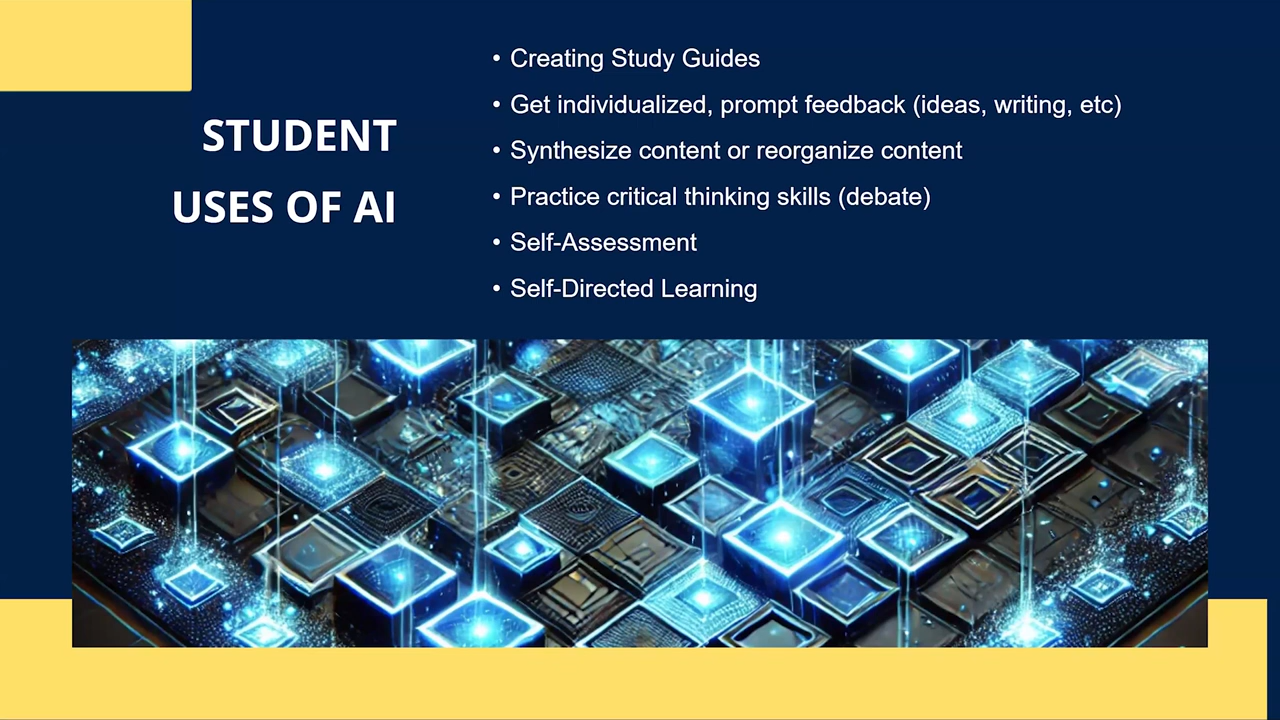 STUDENT
USES OF AI
• Creating Study Guides
• Get individualized, prompt feedback (ideas, writing, etc)
• Synthesize content or reorganize content
• Practice critical thinking skills (debate)
• Self-Assessment
• Self-Directed Learning